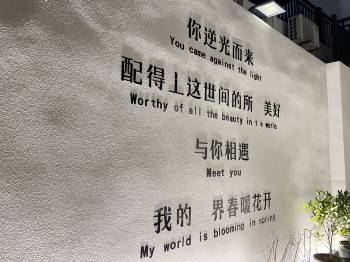 你逆光而来
You came against the light
配得上这世间的所 美好
Worthy of all the beauty in t e world
与你相遇
Meet you
我的 界春暖花开
My world is blooming in spring